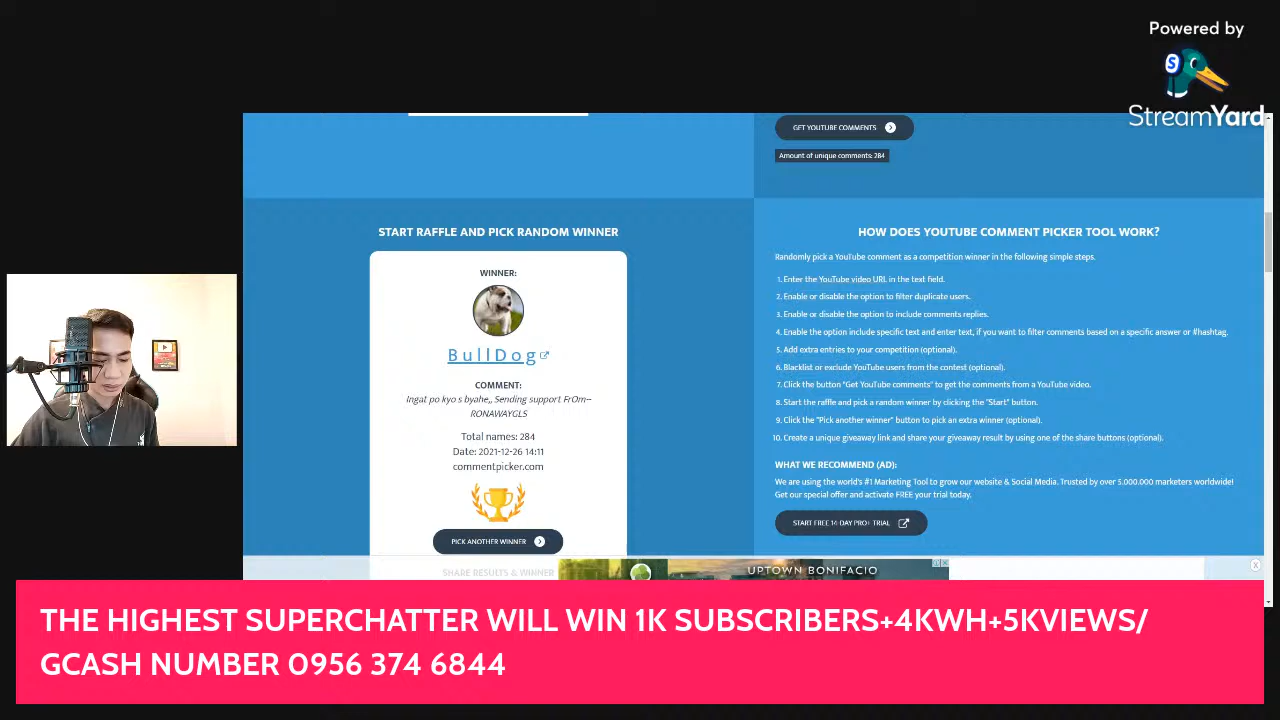 Powered by
StreamYard
GET YOUTUBE COMMENTS
Amount of unique comments: 284
START RAFFLE AND PICK RANDOM WINNER
WINNER:
BullDog
COMMENT:
Ingat po kyo s byahe,, Sending support FrOm--
RONAWAYGLS
Total names: 284
Date: 2021-12-26 14:11
commentpicker.com
PICK ANOTHER WINNER
SHARE RESULTS & WINNER
HOW DOES YOUTUBE COMMENT PICKER TOOL WORK?
Randomly pick a YouTube comment as a competition winner in the following simple steps.
1. Enter the YouTube video URL in the text field.
2. Enable or disable the option to filter duplicate users.
3. Enable or disable the option to include comments replies.
4. Enable the option include specific text and enter text, if you want to filter comments based on a specific answer or #hashtag.
5. Add extra entries to your competition (optional).
6. Blacklist or exclude YouTube users from the contest (optional).
7. Click the button "Get YouTube comments" to get the comments from a YouTube video.
8. Start the raffle and pick a random winner by clicking the "Start" button.
9. Click the "Pick another winner" button to pick an extra winner (optional).
10. Create a unique giveaway link and share your giveaway result by using one of the share buttons (optional).
WHAT WE RECOMMEND (AD):
We are using the world's #1 Marketing Tool to grow our website & Social Media. Trusted by over 5.000.000 marketers worldwide!
Get our special offer and activate FREE your trial today.
START FREE 14-DAY PRO+ TRIAL
UPTOWN BONIFACIO
THE HIGHEST SUPERCHATTER WILL WIN 1K SUBSCRIBERS+4KWH+5KVIEWS/
GCASH NUMBER 0956 374 6844